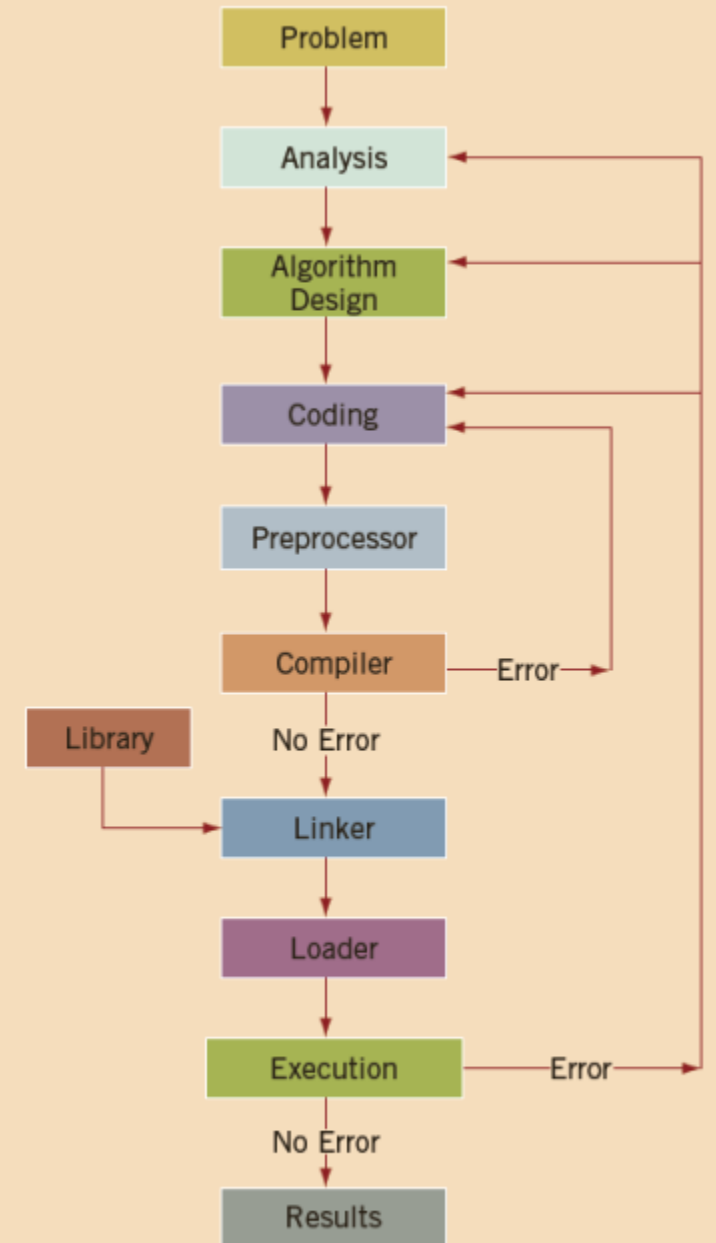 Problem
Analysis
Algorithm
Design
Coding
Preprocessor
Compiler
Error
Library
No Error
Linker
Loader
Execution
Error
No Error
Results